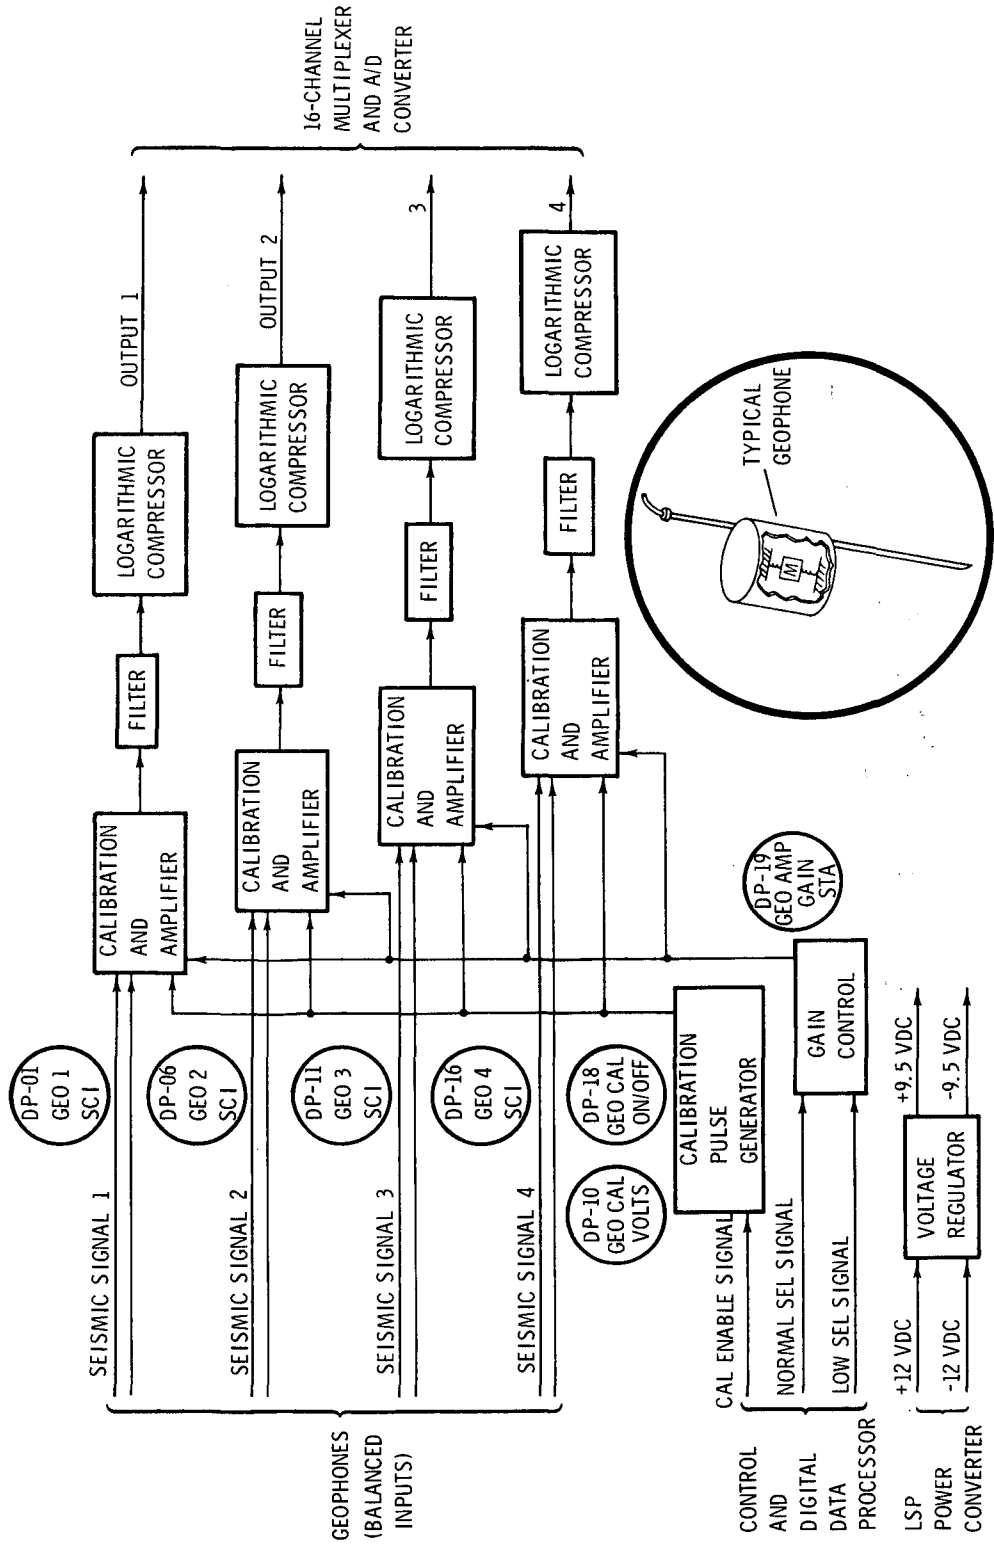 GEOPHONES
(BALANCED
INPUTS)
SEISMIC SIGNAL 1
SEISMIC SIGNAL 2
SEISMIC SIGNAL 3
SEISMIC SIGNAL 4
DP-01
GEO 1
SCI
DP-06
GEO 2
SCI
DP-11
GEO 3
SCI
DP-16
GEO 4
SCI
DP-10
GEO CAL
VOLTS
DP-18
GEO CAL
ON/OFF
CALIBRATION
AND
AMPLIFIER
FILTER
LOGARITHMIC
COMPRESSOR
OUTPUT 1
CALIBRATION
AND
AMPLIFIER
FILTER
LOGARITHMIC
COMPRESSOR
OUTPUT 2
CALIBRATION
AND
AMPLIFIER
FILTER
LOGARITHMIC
COMPRESSOR
3
CALIBRATION
AND
AMPLIFIER
FILTER
LOGARITHMIC
COMPRESSOR
4
16-CHANNEL
MULTIPLEXER
AND A/D
CONVERTER
CONTROL
AND
DIGITAL
DATA
PROCESSOR
CAL ENABLE SIGNAL
NORMAL SEL SIGNAL
LOW SEL SIGNAL
CALIBRATION
PULSE
GENERATOR
GAIN
CONTROL
DP-19
GEO AMP
GAIN
STA
LSP
POWER
CONVERTER
+12 VDC
-12 VDC
VOLTAGE
REGULATOR
+9.5 VDC
-9.5 VDC
M
TYPICAL
GEOPHONE